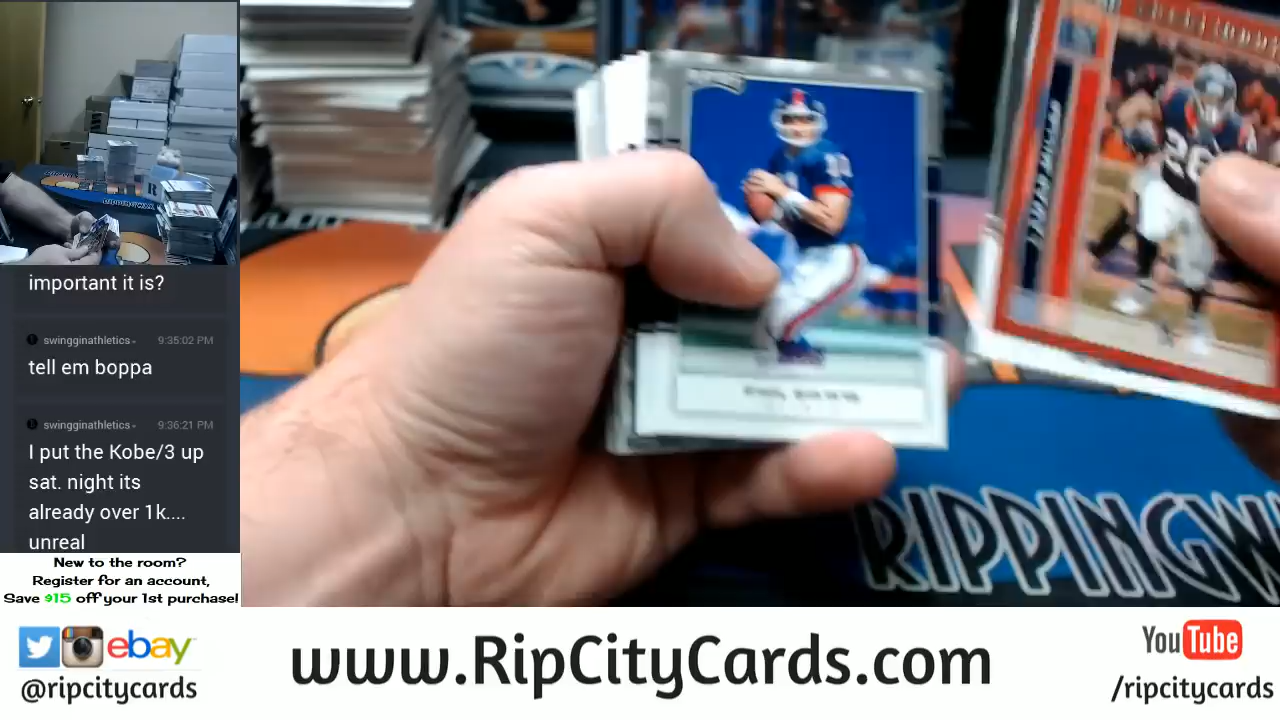 important it is?
swingginathletics 9:35:02 PM
tell em boppa
swingginathletics 9:36:21 PM
I put the Kobe/3 up
sat. night its
already over 1k....
unreal
New to the room?
Register for an account,
Save $15 off your 1st purchase!
26
10
RIPPINGW
ebay
@ripcitycards
www.RipCityCards.com
YouTube
/ripcitycards